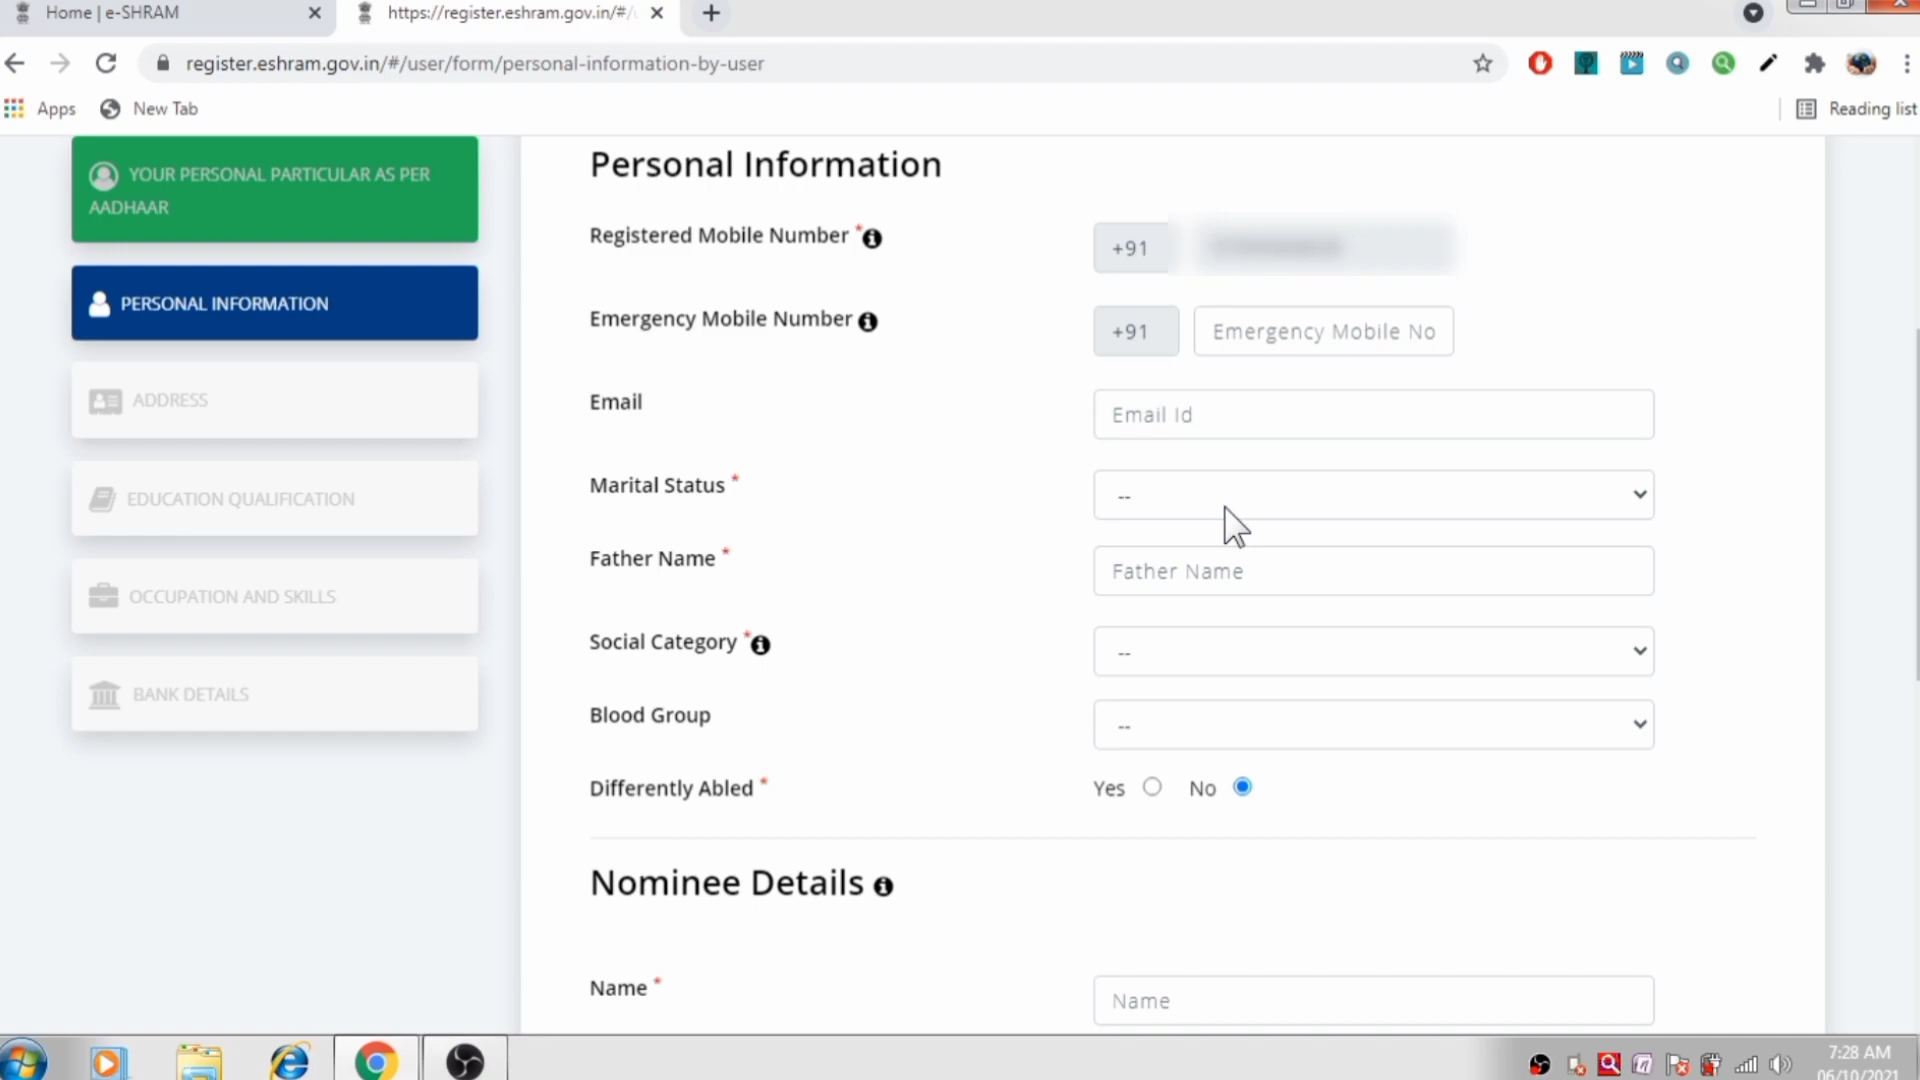 Home | e-SHRAM
https://register.eshram.gov.in/#/
register.eshram.gov.in/#/user/form/personal-information-by-user
Apps
New Tab
Reading list
YOUR PERSONAL PARTICULAR AS PER
AADHAAR
PERSONAL INFORMATION
ADDRESS
EDUCATION QUALIFICATION
OCCUPATION AND SKILLS
BANK DETAILS
Personal Information
Registered Mobile Number *
+91
Emergency Mobile Number
+91
Emergency Mobile No
Email
Email Id
Marital Status *
--
Father Name *
Father Name
Social Category *
--
Blood Group
--
Differently Abled *
Yes
No
Nominee Details
Name *
Name
7:28 AM
06/10/2021